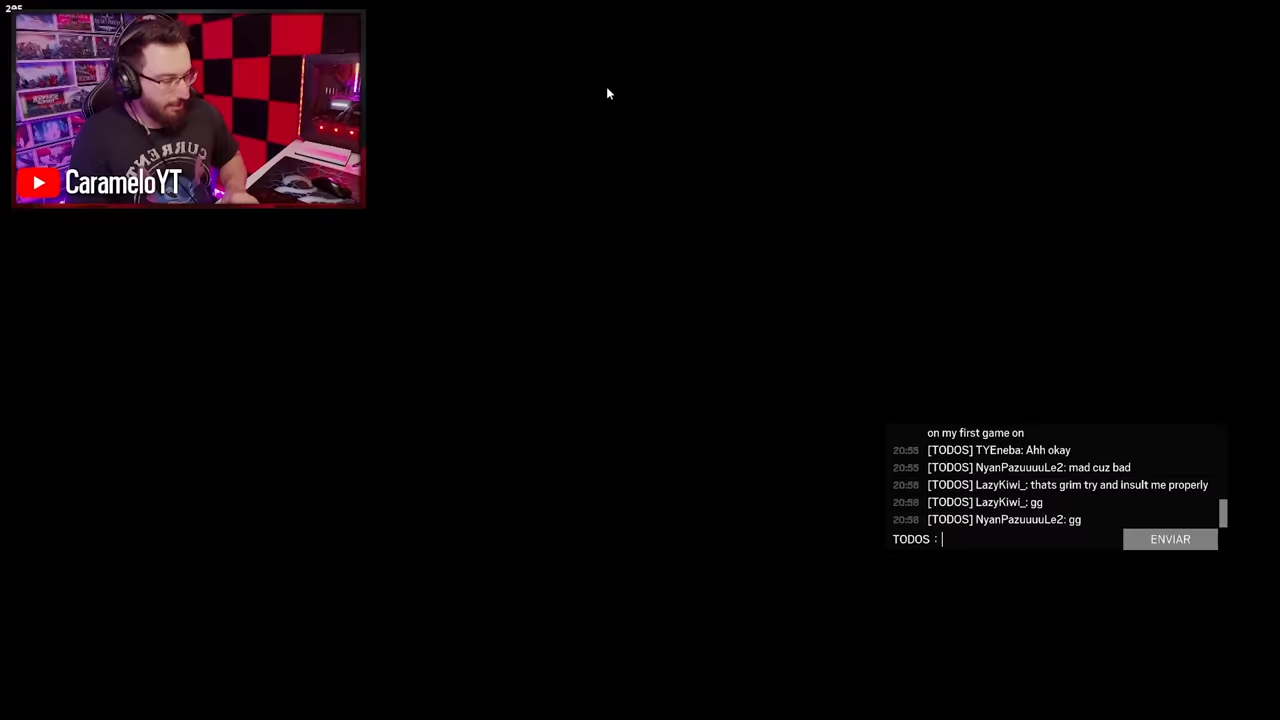 295
CURRENT
CarameloYT
on my first game on
20:55 [TODOS] TYEneba: Ahh okay
20:55 [TODOS] NyanPazuuuuLe2: mad cuz bad
20:58 [TODOS] LazyKiwi_: thats grim try and insult me properly
20:58 [TODOS] LazyKiwi_: gg
20:58 [TODOS] NyanPazuuuuLe2: gg
TODOS :
ENVIAR